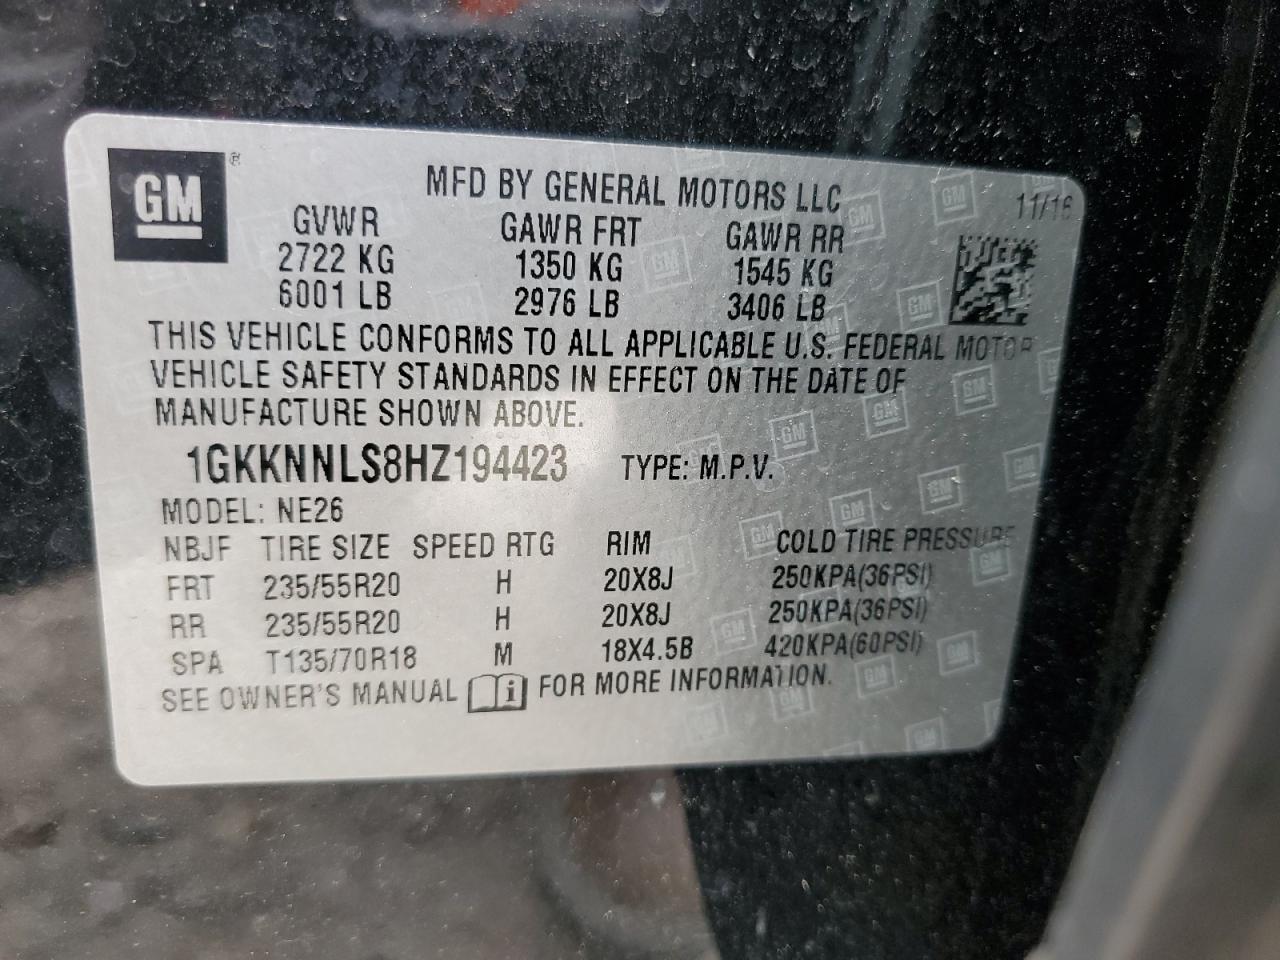 GM ® MFD BY GENERAL MOTORS LLC 11/16
GVWR GAWR FRT GAWR RR
2722 KG 1350 KG 1545 KG
6001 LB 2976 LB 3406 LB
THIS VEHICLE CONFORMS TO ALL APPLICABLE U.S. FEDERAL MOTOR
VEHICLE SAFETY STANDARDS IN EFFECT ON THE DATE OF
MANUFACTURE SHOWN ABOVE.
1GKKNNLS8HZ194423 TYPE: M.P.V.
MODEL: NE26
NBJF TIRE SIZE SPEED RTG RIM COLD TIRE PRESSURE
FRT 235/55R20 H 20X8J 250KPA(36PSI)
RR 235/55R20 H 20X8J 250KPA(36PSI)
SPA T135/70R18 M 18X4.5B 420KPA(60PSI)
SEE OWNER'S MANUAL i FOR MORE INFORMATION.